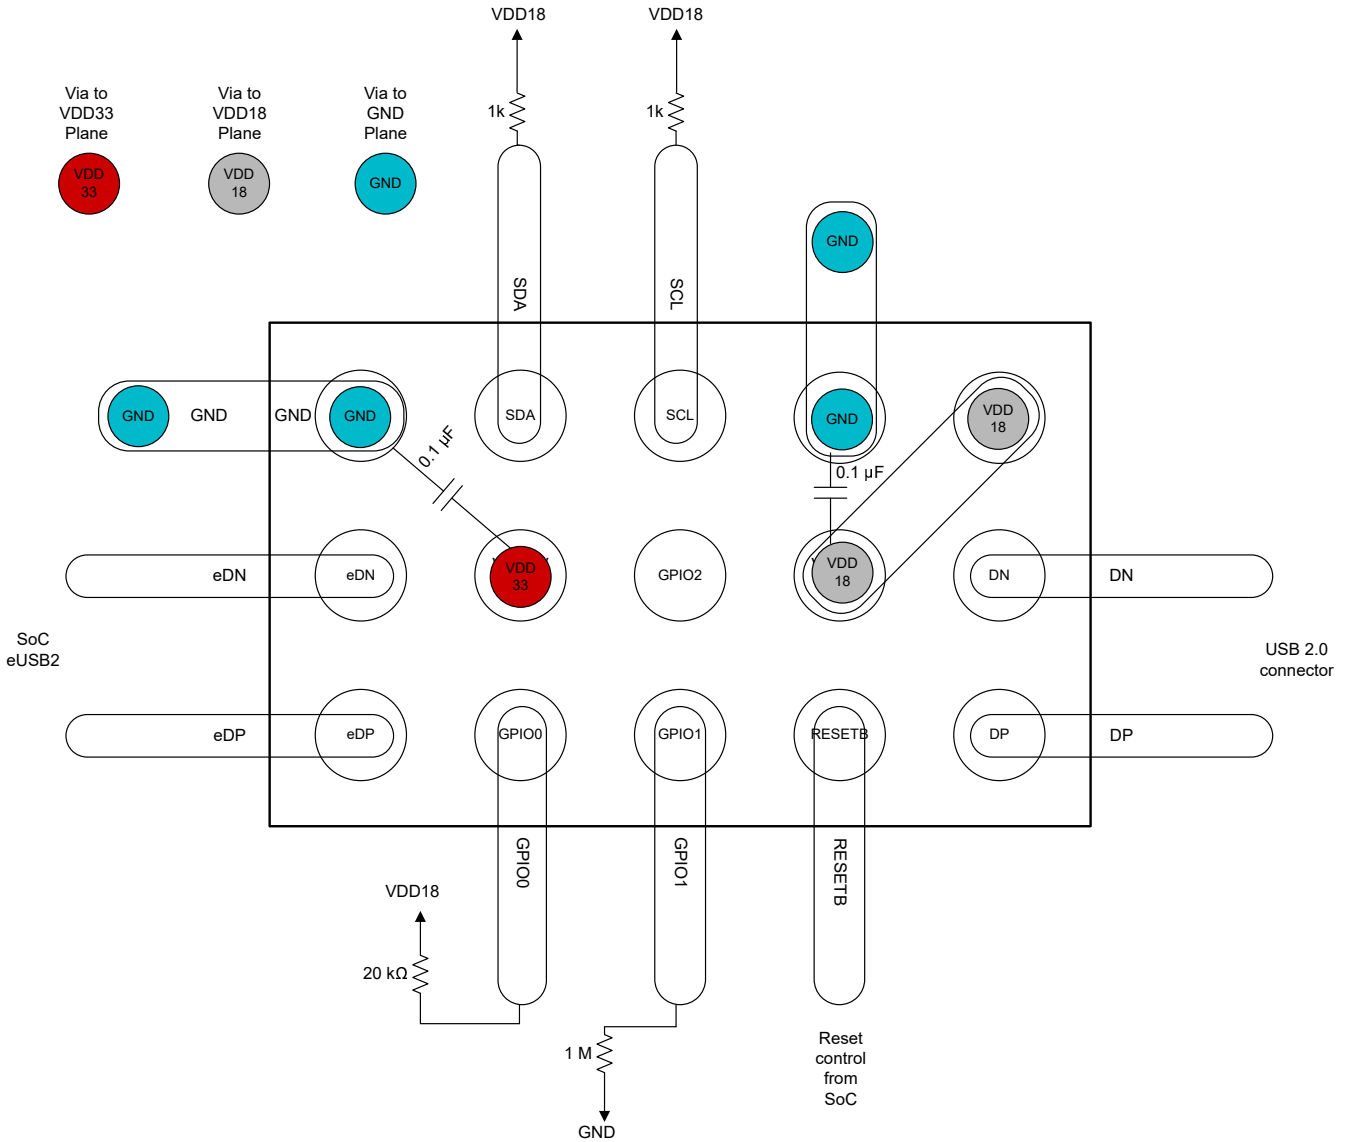 VDD18
VDD18
Via to
VDD33
Plane
Via to
VDD18
Plane
Via to
GND
Plane
1k
1k
VDD
33
VDD
18
GND
GND
SDA
SCL
GND
GND
GND
GND
SDA
SCL
GND
VDD
18
0.1 µF
0.1 µF
eDN
eDN
VDD
33
GPIO2
VDD
18
DN
DN
SoC
eUSB2
USB 2.0
connector
eDP
eDP
GPIO0
GPIO1
RESETB
DP
DP
GPIO0
GPIO1
RESETB
VDD18
20 kΩ
1 M
GND
Reset
control
from
SoC